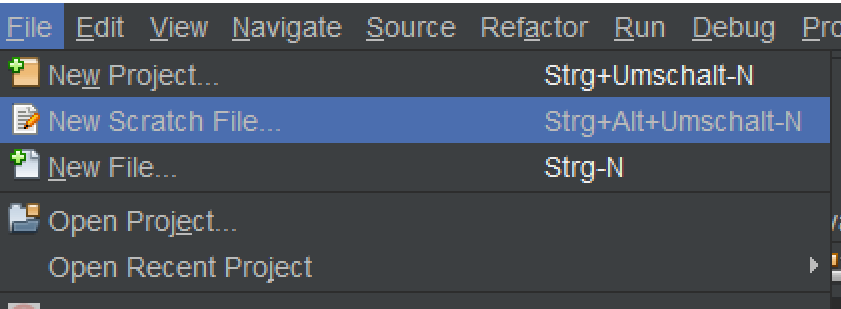 File Edit View Navigate Source Refactor Run Debug
New Project... Strg+Umschalt-N
New Scratch File... Strg+Alt+Umschalt-N
New File... Strg-N
Open Project...
Open Recent Project